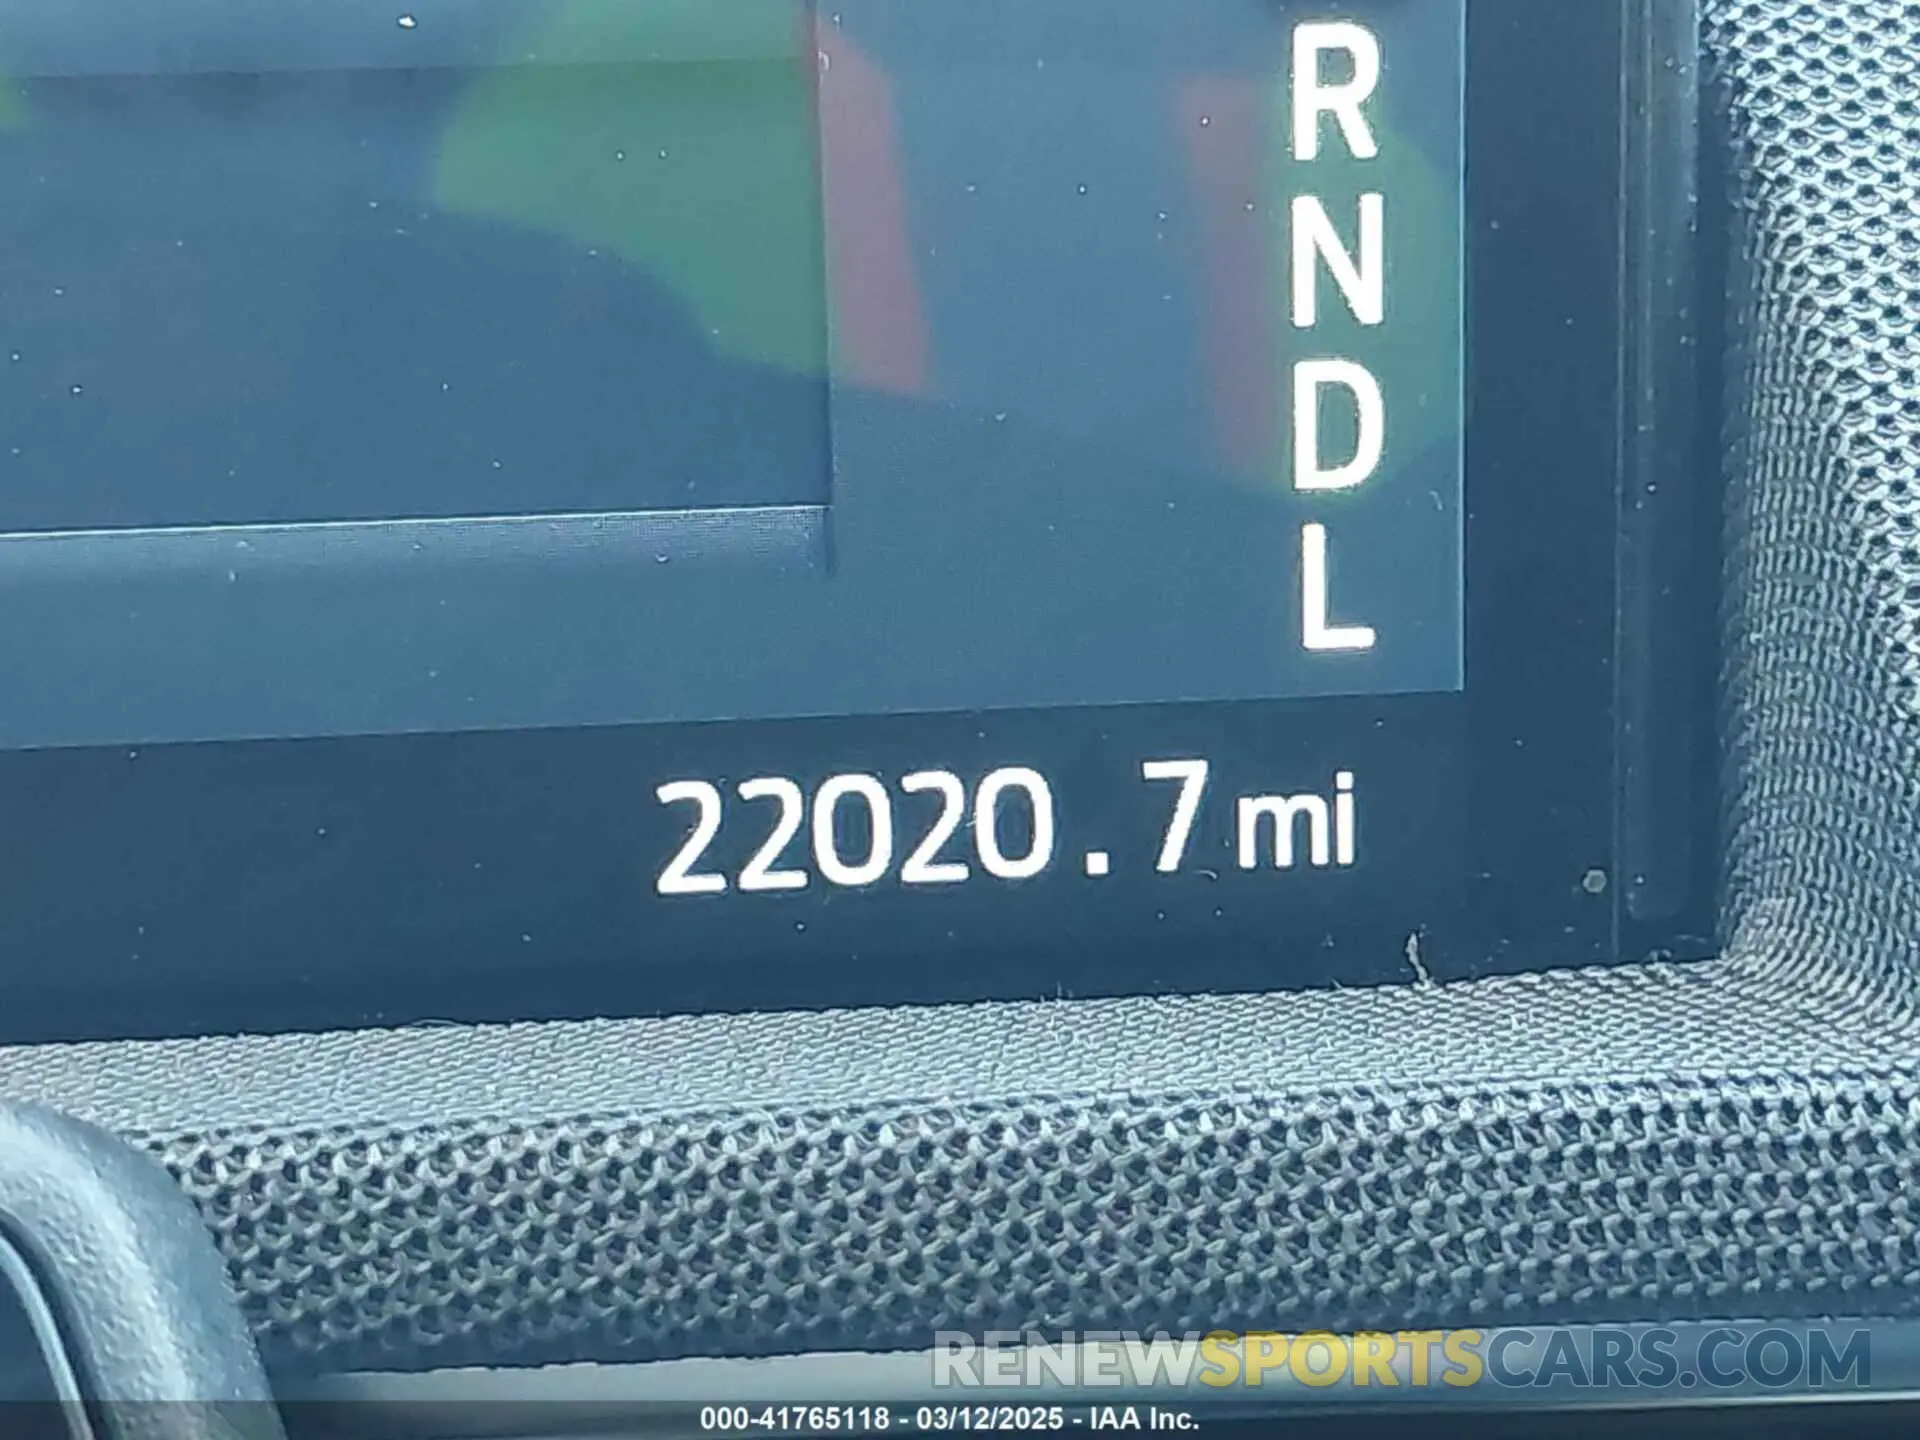 R
N
D
L
22020.7 mi
RENEWSPORTSCARS.COM
000-41765118 - 03/12/2025 - IAA Inc.